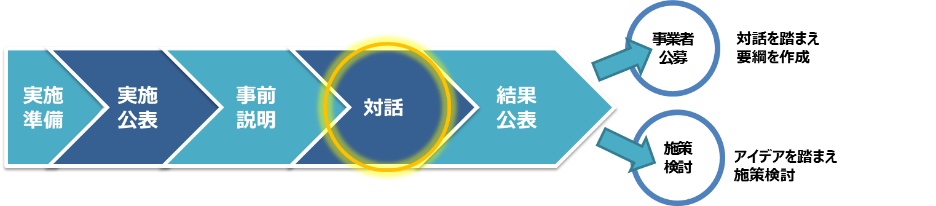 実施
準備
実施
公表
事前
説明
対話
結果
公表
事業者
公募
対話を踏まえ
要綱を作成
施策
検討
アイデアを踏まえ
施策検討